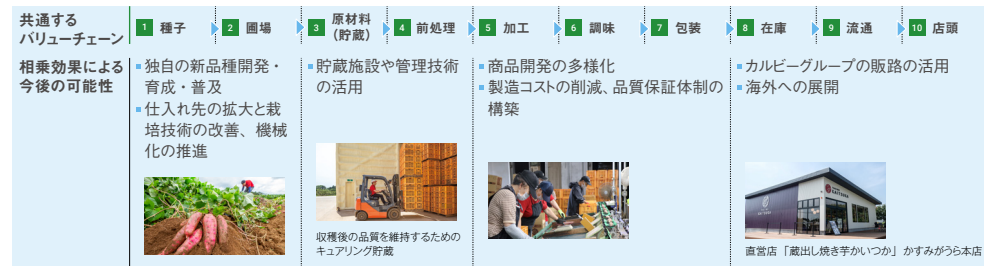 共通する
バリューチェーン
1 種子
2 圃場
3 原材料
(貯蔵)
4 前処理
5 加工
6 調味
7 包装
8 在庫
9 流通
10 店頭
相乗効果による
今後の可能性
独自の新品種開発・
育成・普及
仕入れ先の拡大と栽
培技術の改善、機械
化の推進
貯蔵施設や管理技術
の活用
収穫後の品質を維持するための
キュアリング貯蔵
商品開発の多様化
製造コストの削減、品質保証体制の
構築
カルビーグループの販路の活用
海外への展開
直営店「蔵出し焼き芋かいつか」かすみがうら本店